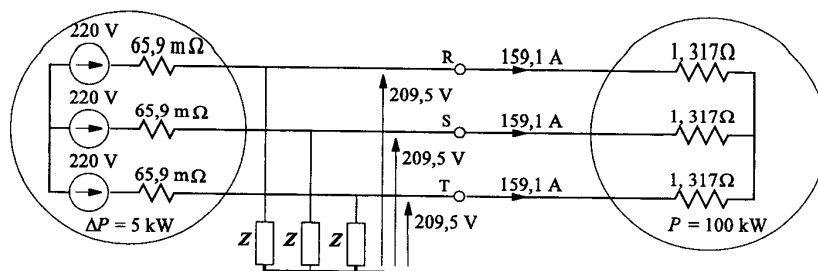 220 V
65,9 mΩ
220 V
65,9 mΩ
220 V
65,9 mΩ
ΔP = 5 kW
Z
Z
Z
R
159,1 A
209,5 V
S
159,1 A
209,5 V
T
159,1 A
209,5 V
1, 317Ω
1, 317Ω
1, 317Ω
P = 100 kW